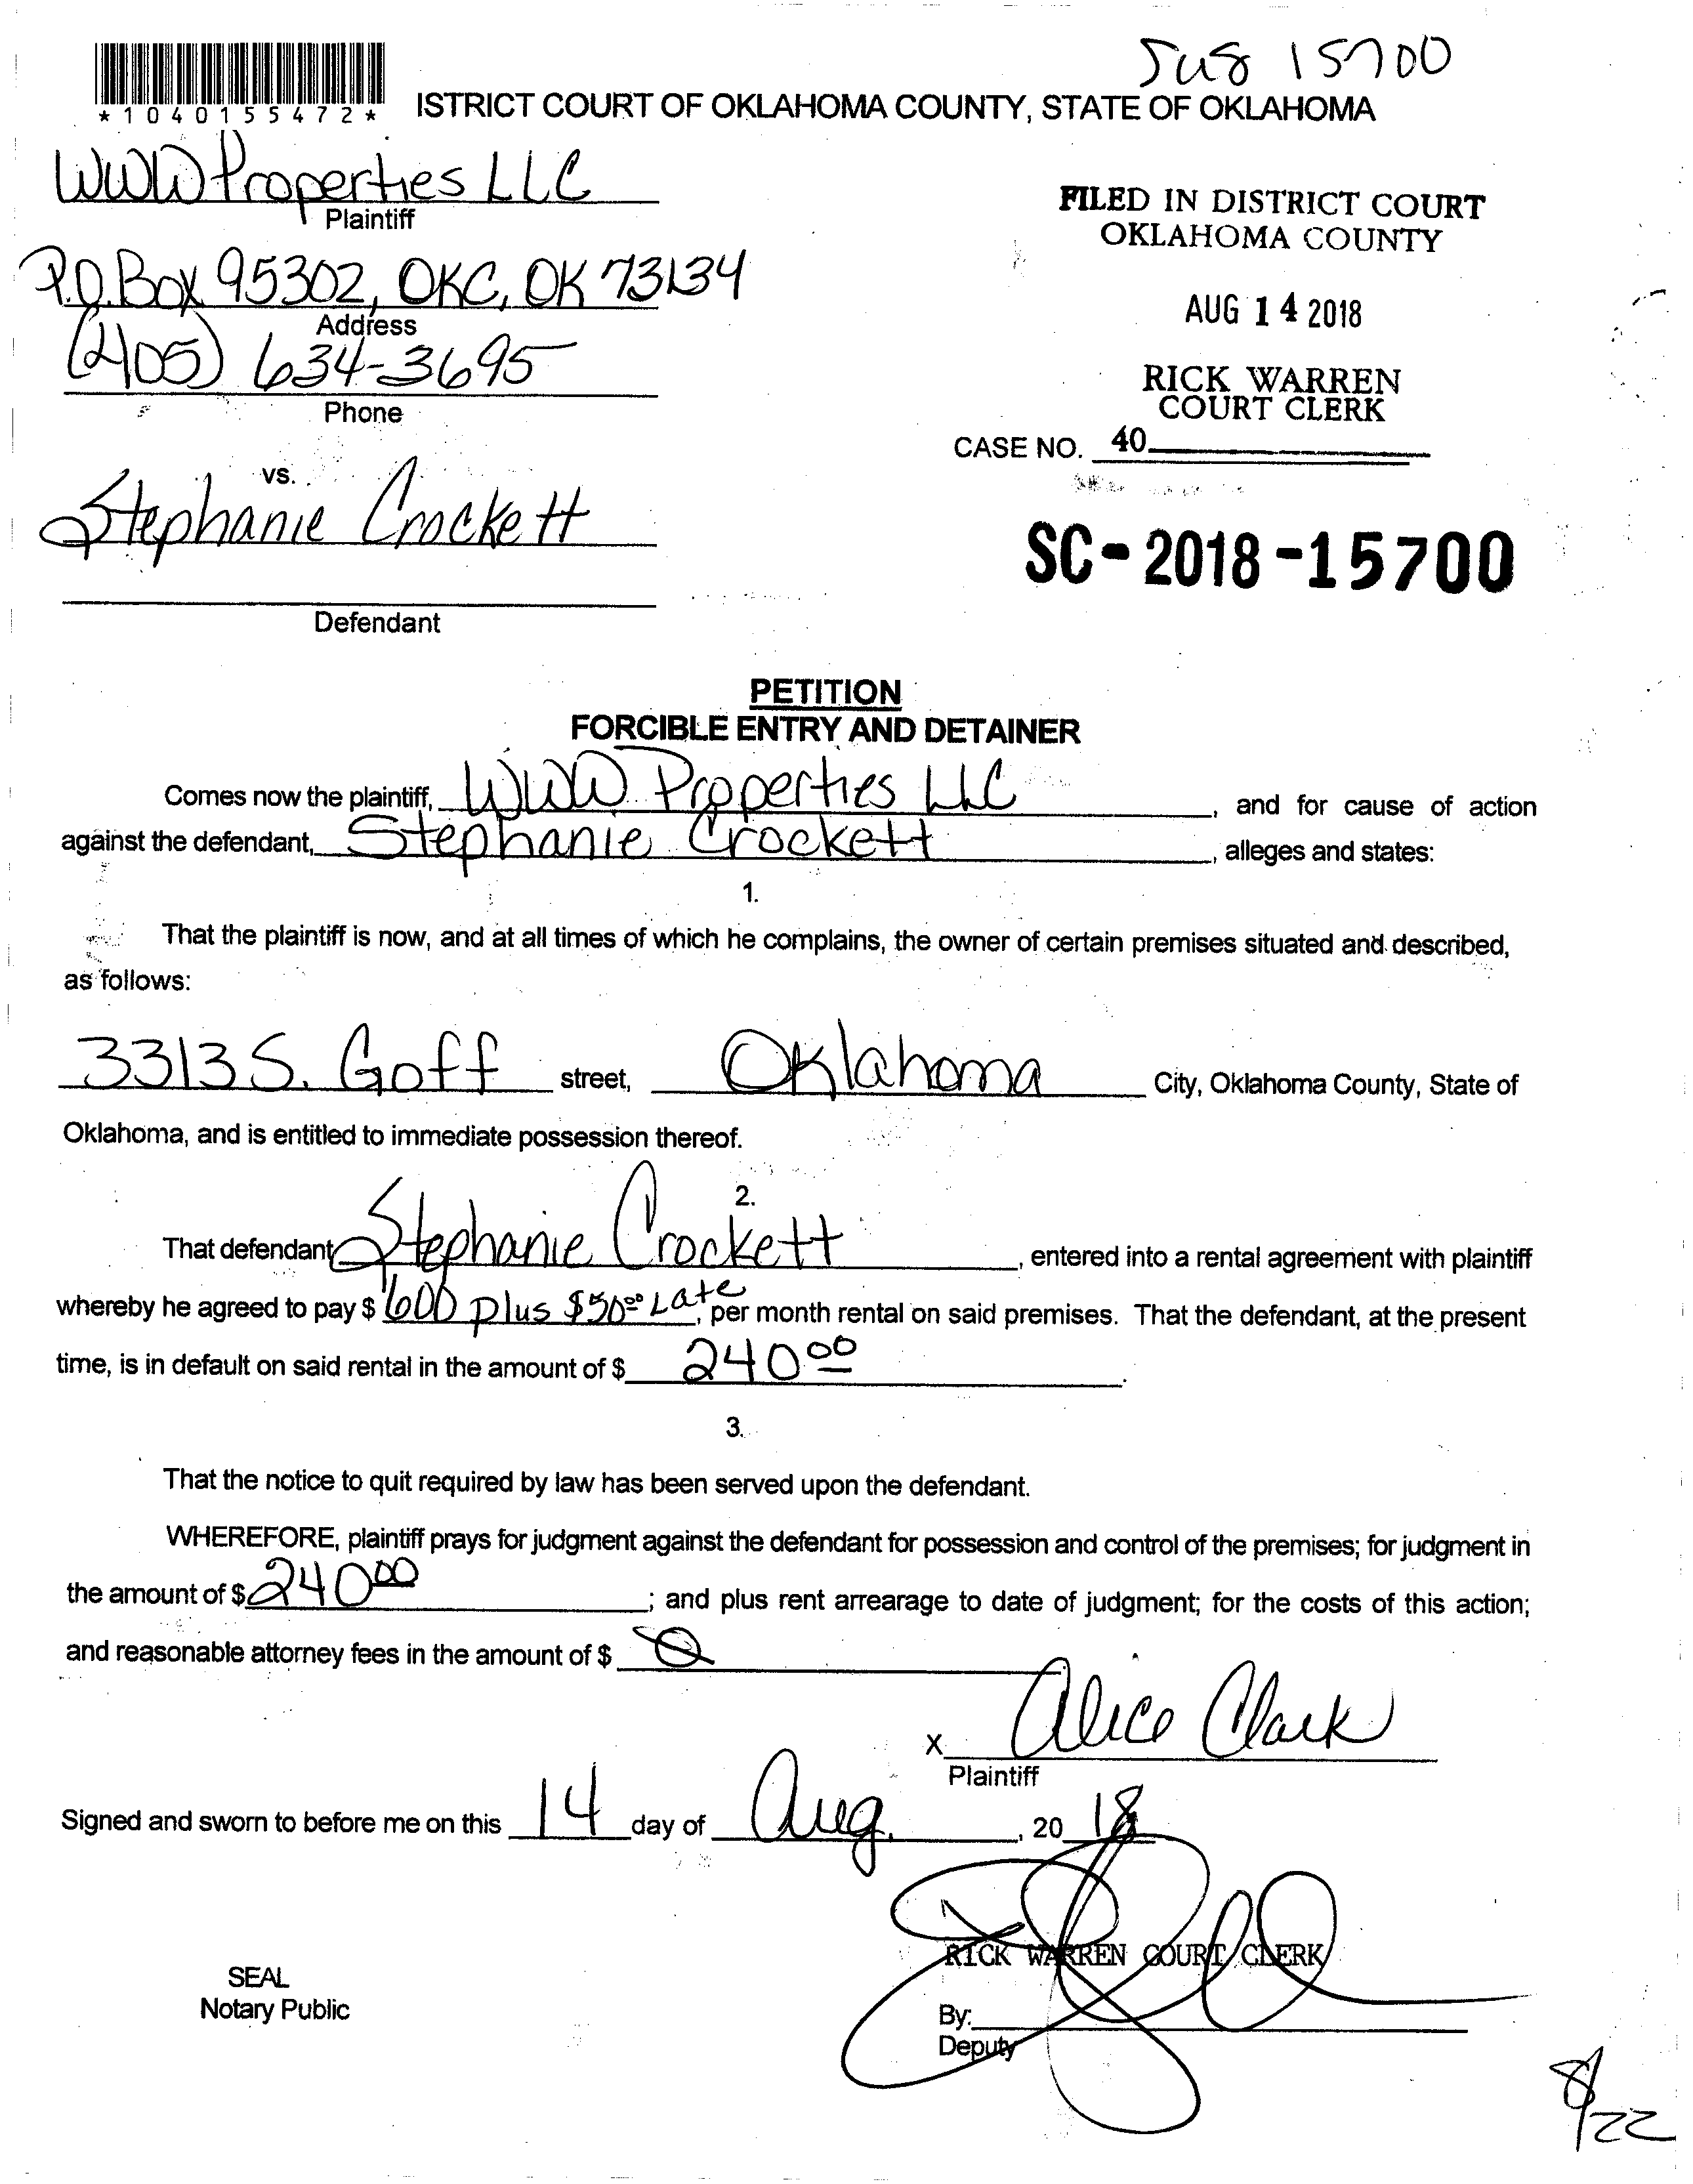 SU8 15700
*1040155472* ISTRICT COURT OF OKLAHOMA COUNTY, STATE OF OKLAHOMA
WWW Properties LLC
Plaintiff
P.O. Box 95302, OKC, OK 73134
Address
(405) 634-3695
Phone
FILED IN DISTRICT COURT
OKLAHOMA COUNTY
AUG 14 2018
RICK WARREN
COURT CLERK
CASE NO. 40
vs.
Stephanie Crockett
SC-2018-15700
Defendant
PETITION
FORCIBLE ENTRY AND DETAINER
Comes now the plaintiff, WWW Properties LLC, and for cause of action
against the defendant, Stephanie Crockett, alleges and states:
1.
That the plaintiff is now, and at all times of which he complains, the owner of certain premises situated and described,
as follows:
3313 S. Goff street, Oklahoma City, Oklahoma County, State of
Oklahoma, and is entitled to immediate possession thereof.
2.
That defendant Stephanie Crockett, entered into a rental agreement with plaintiff
whereby he agreed to pay $ 600 plus $50.00 Late, per month rental on said premises. That the defendant, at the present
time, is in default on said rental in the amount of $ 240 00.
3.
That the notice to quit required by law has been served upon the defendant.
WHEREFORE, plaintiff prays for judgment against the defendant for possession and control of the premises; for judgment in
the amount of $ 240 00; and plus rent arrearage to date of judgment; for the costs of this action;
and reasonable attorney fees in the amount of $ Ø
x Alice Clark
Plaintiff
Signed and sworn to before me on this 14 day of Aug., 20 18
RICK WARREN COURT CLERK
SEAL
Notary Public
By:
Deputy
8/22